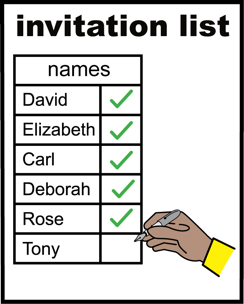 invitation list
names
David
Elizabeth
Carl
Deborah
Rose
Tony